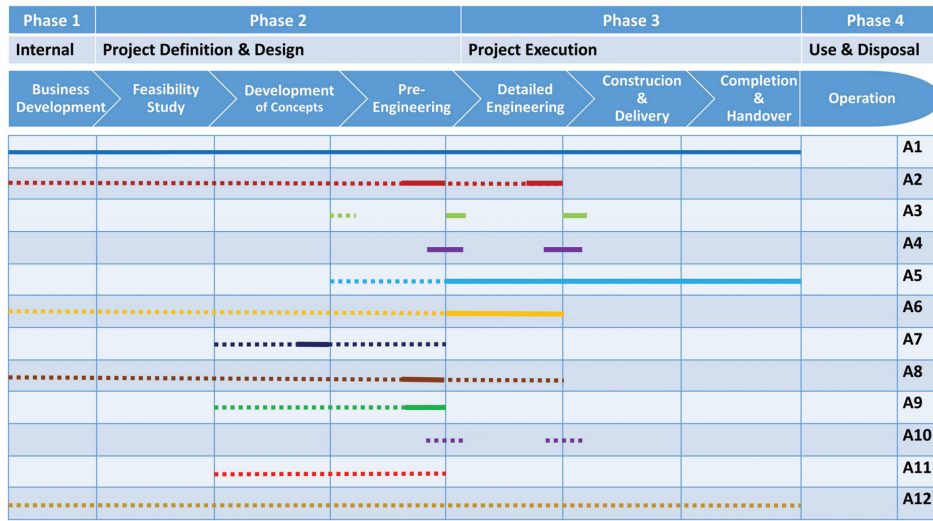 Phase 1 Phase 2 Phase 3 Phase 4
Internal Project Definition & Design Project Execution Use & Disposal
Business Development
Feasibility Study
Development of Concepts
Pre-Engineering
Detailed Engineering
Construcion & Delivery
Completion & Handover
Operation
A1
A2
A3
A4
A5
A6
A7
A8
A9
A10
A11
A12